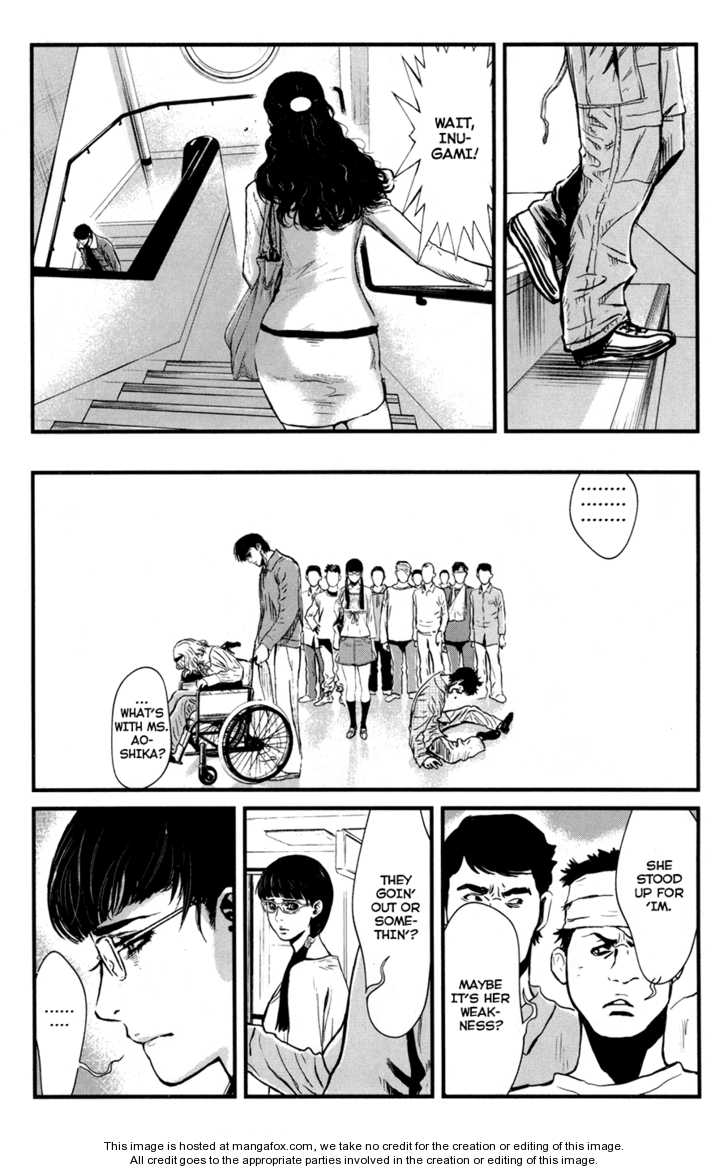 WAIT,
INU-
GAMI!
........
........
........
...
WHAT'S
WITH MS.
AO-
SHIKA?
SHE
STOOD
UP FOR
'IM.
MAYBE
IT'S HER
WEAK-
NESS?
THEY
GOIN'
OUT OR
SOME-
THIN'?
......
....
This image is hosted at mangafox.com, we take no credit for the creation or editing of this image.
All credit goes to the appropriate parties involved in the creation or editing of this image.